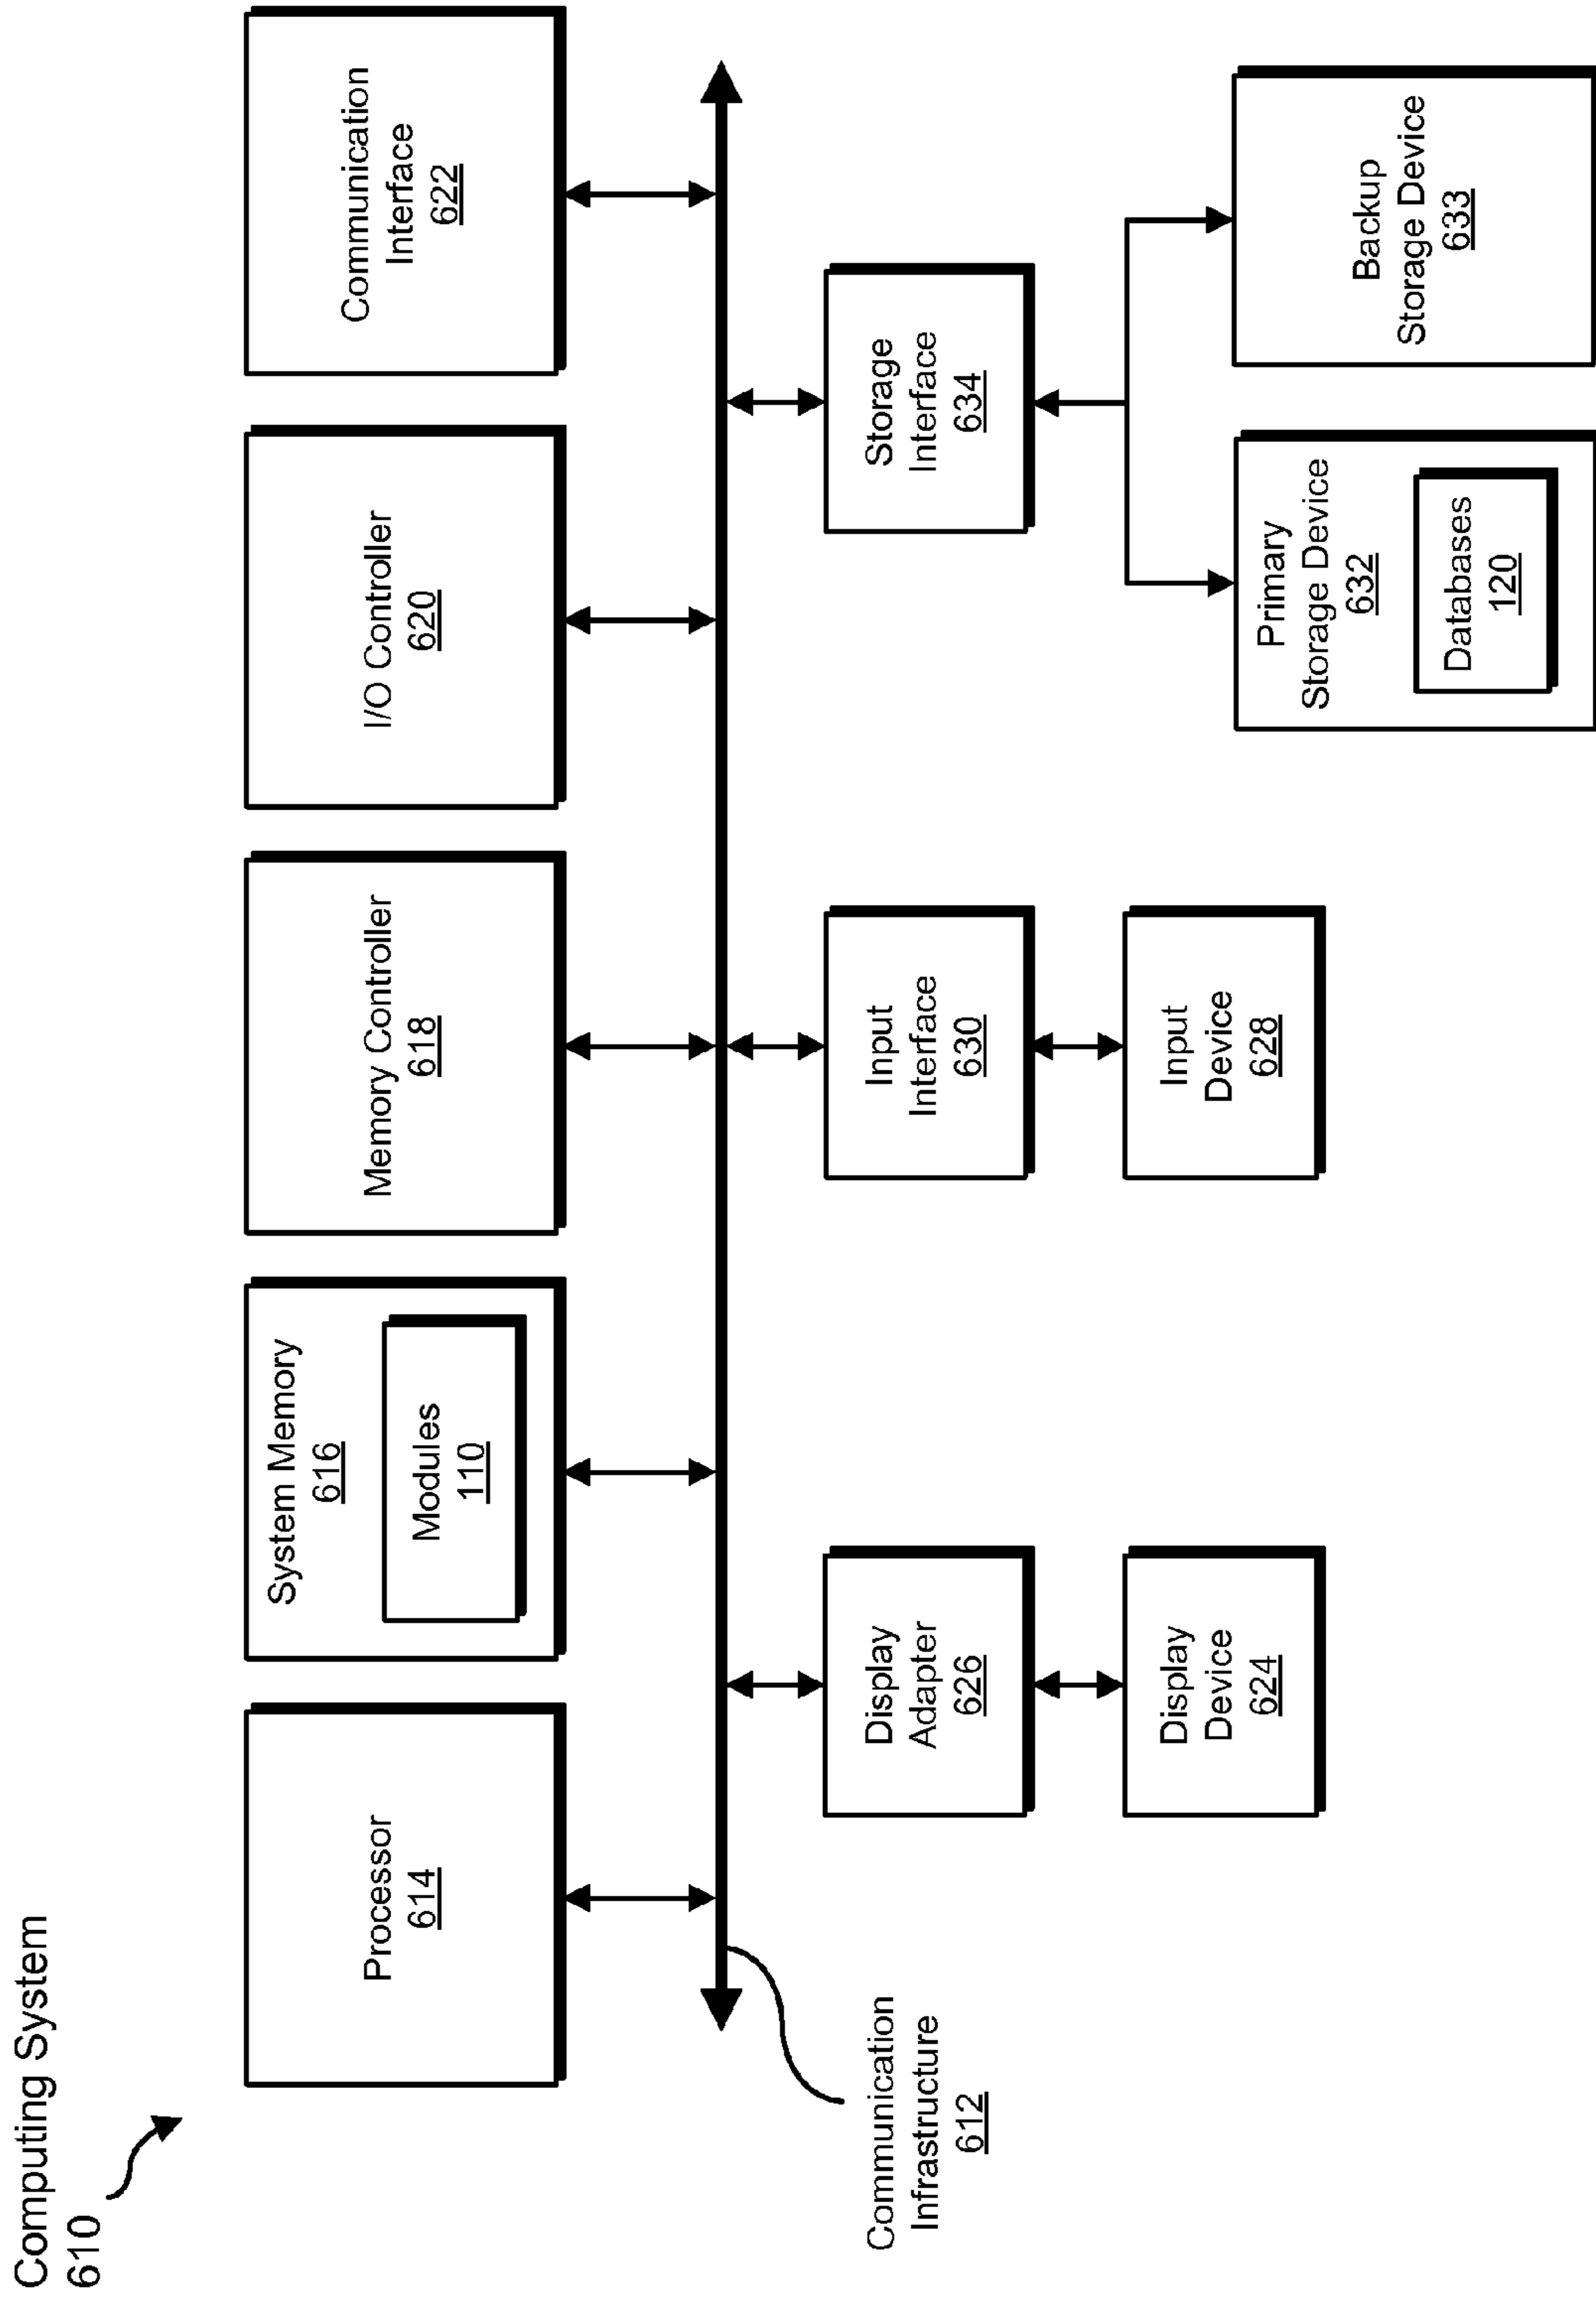 Computing System
610
Processor
614
System Memory
616
Modules
110
Memory Controller
618
I/O Controller
620
Communication
Interface
622
Communication
Infrastructure
612
Display
Adapter
626
Input
Interface
630
Storage
Interface
634
Display
Device
624
Input
Device
628
Primary
Storage Device
632
Databases
120
Backup
Storage Device
633